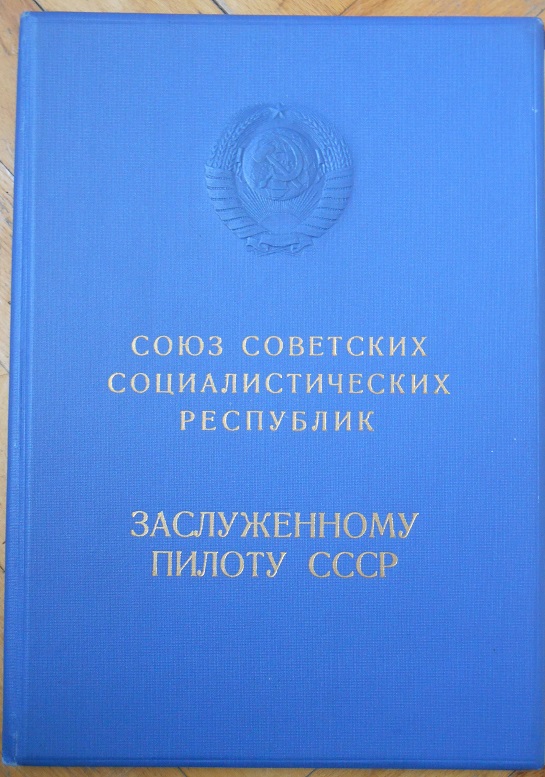 СОЮЗ СОВЕТСКИХ
СОЦИАЛИСТИЧЕСКИХ
РЕСПУБЛИК
ЗАСЛУЖЕННОМУ
ПИЛОТУ СССР